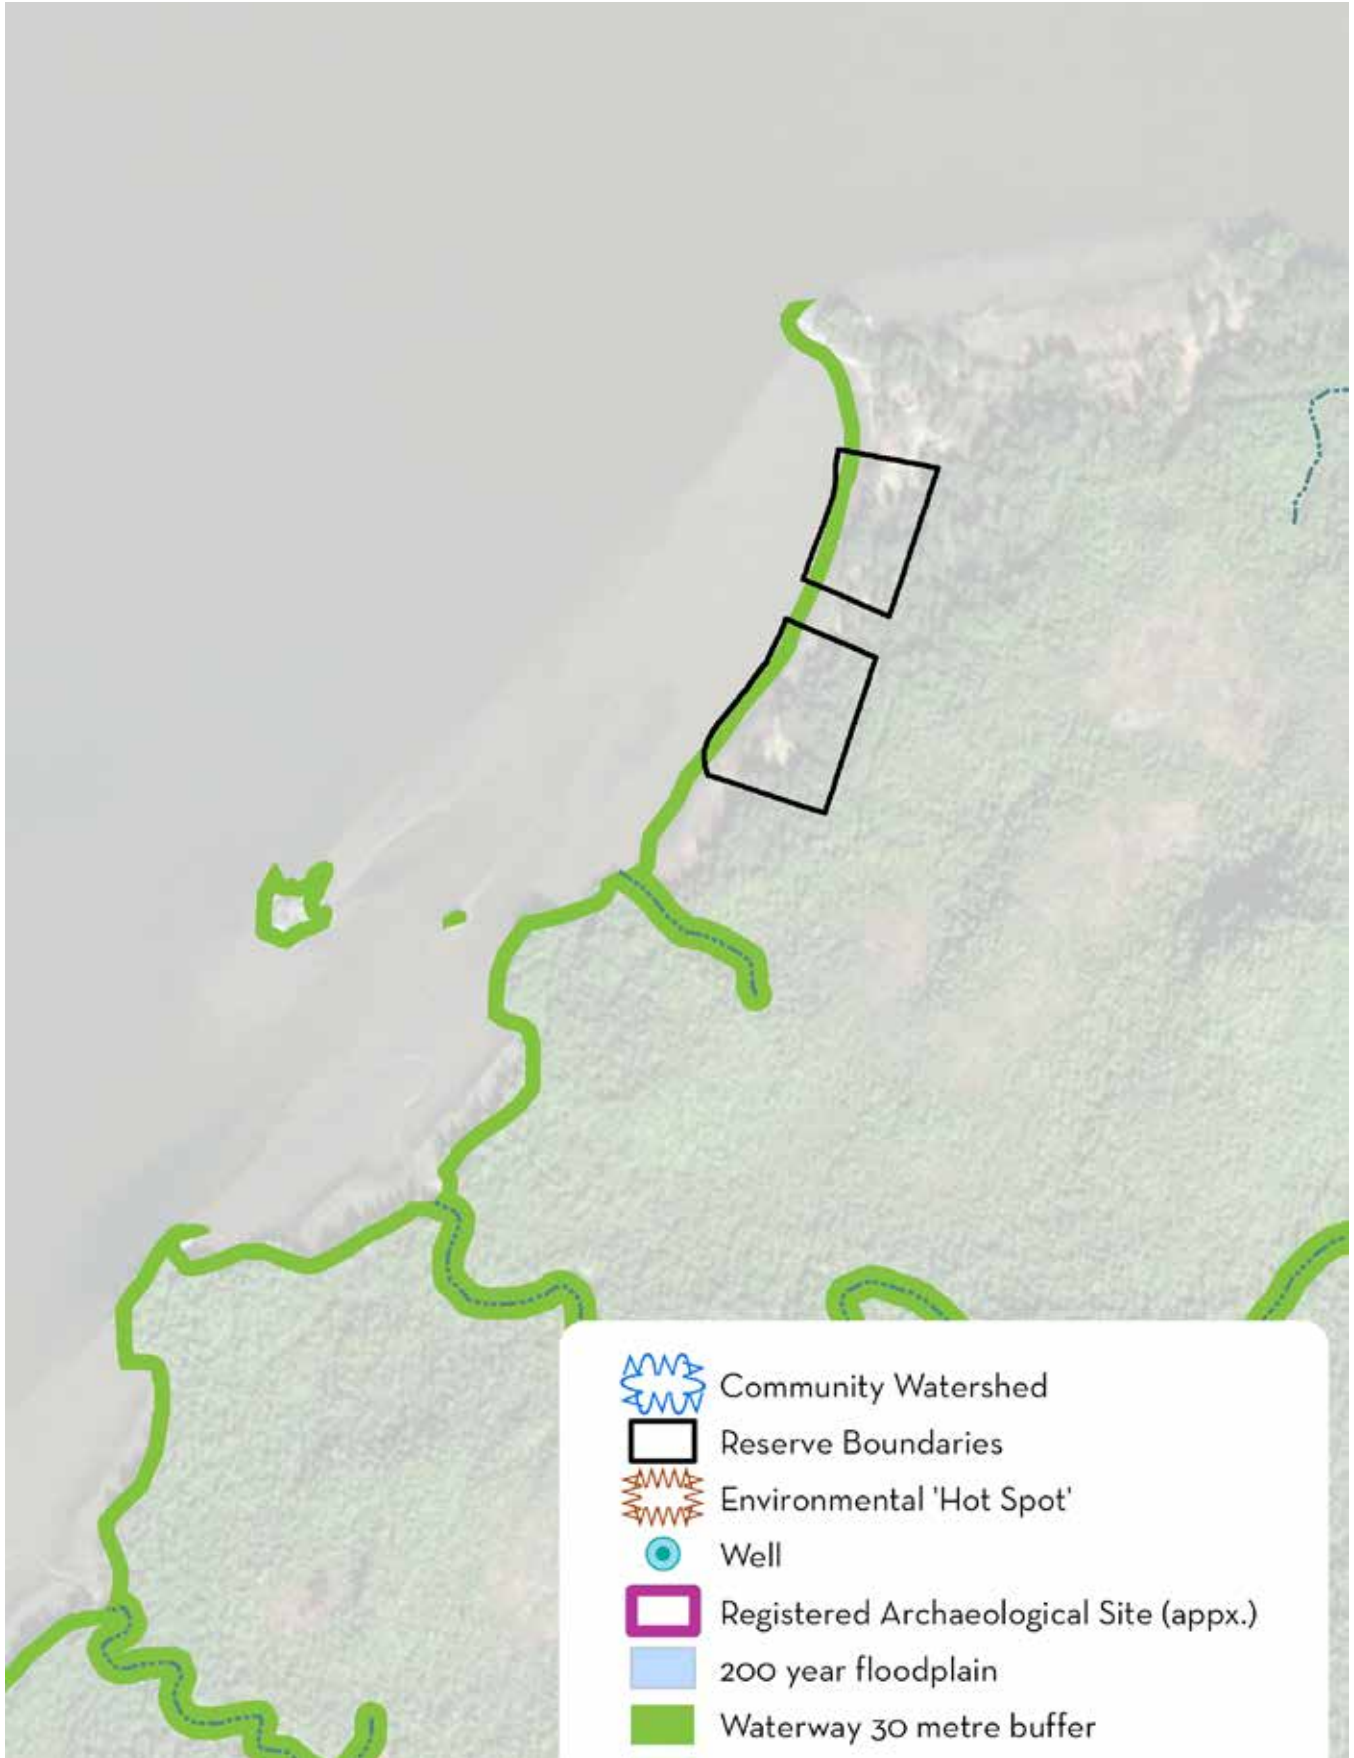 Community Watershed
Reserve Boundaries
Environmental 'Hot Spot'
Well
Registered Archaeological Site (appx.)
200 year floodplain
Waterway 30 metre buffer